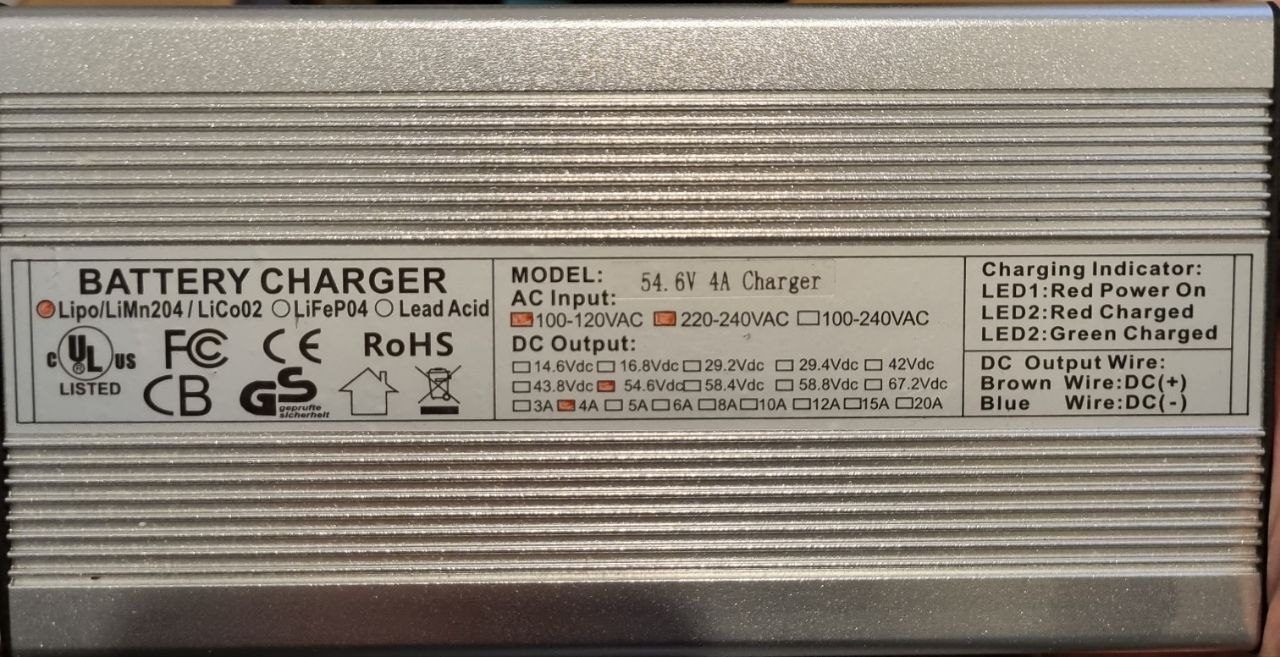 BATTERY CHARGER
Lipo/LiMn204/LiCo02 LiFeP04 Lead Acid
c UL ® US
LISTED
FC CE RoHS
CB GS
geprufte
sicherheit
MODEL: 54.6V 4A Charger
AC Input:
100-120VAC 220-240VAC 100-240VAC
DC Output:
14.6Vdc 16.8Vdc 29.2Vdc 29.4Vdc 42Vdc
43.8Vdc 54.6Vdc 58.4Vdc 58.8Vdc 67.2Vdc
3A 4A 5A 6A 8A 10A 12A 15A 20A
Charging Indicator:
LED1:Red Power On
LED2:Red Charged
LED2:Green Charged
DC Output Wire:
Brown Wire:DC(+)
Blue Wire:DC(-)